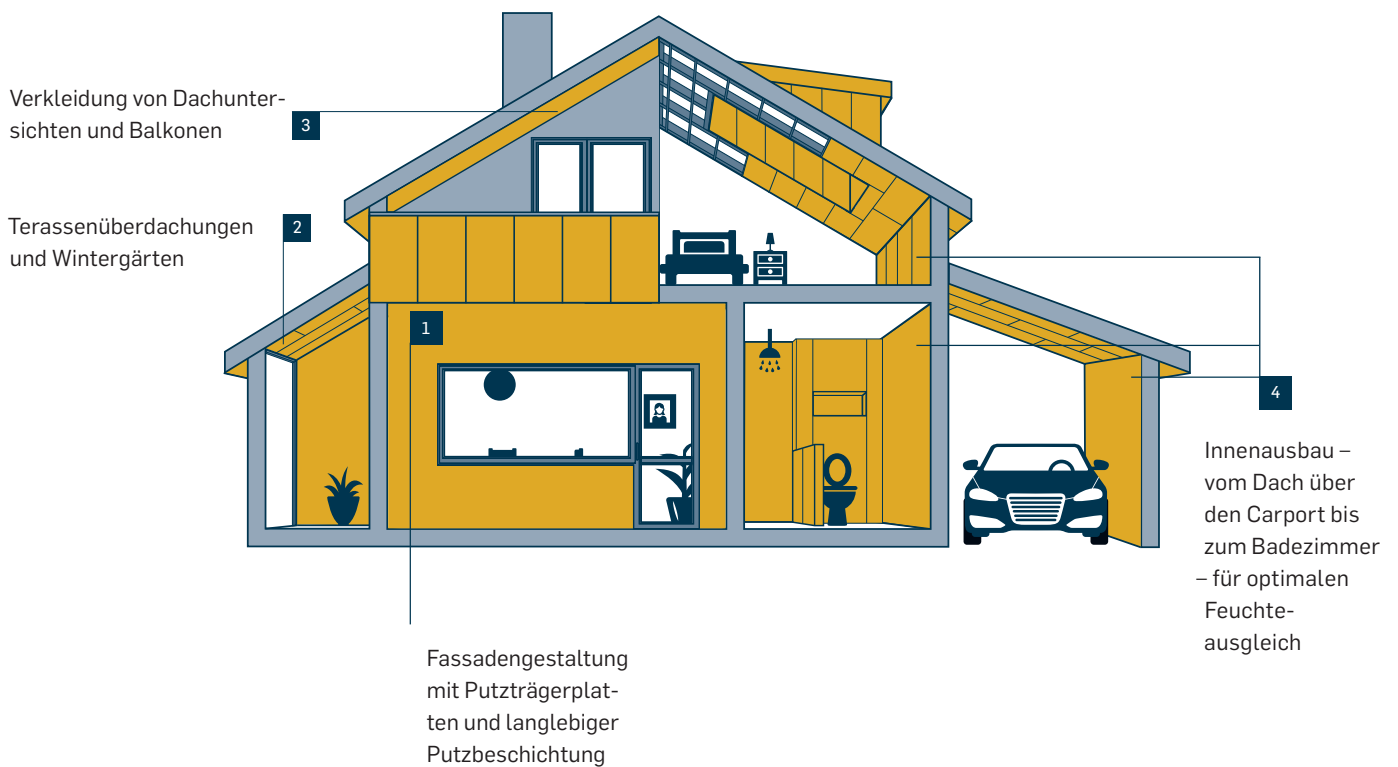 Verkleidung von Dachunter-
sichten und Balkonen
3
Terassenüberdachungen
und Wintergärten
2
1
4
Innenausbau –
vom Dach über
den Carport bis
zum Badezimmer
– für optimalen
Feuchte-
ausgleich
Fassadengestaltung
mit Putzträgerplat-
ten und langlebiger
Putzbeschichtung